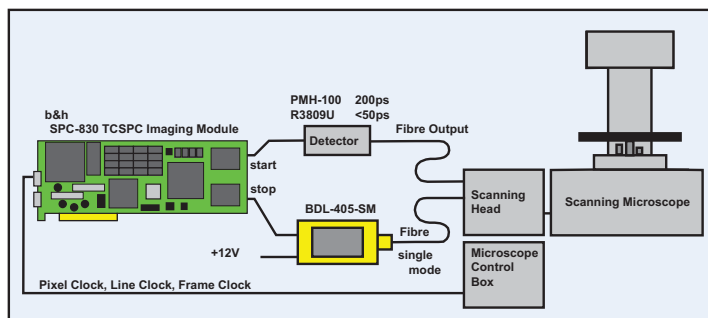 PMH-100 200ps
R3809U <50ps
b&h
SPC-830 TCSPC Imaging Module
Detector
Fibre Output
start
stop
Scanning
Head
Scanning Microscope
BDL-405-SM
Fibre
single
mode
+12V
Microscope
Control
Box
Pixel Clock, Line Clock, Frame Clock